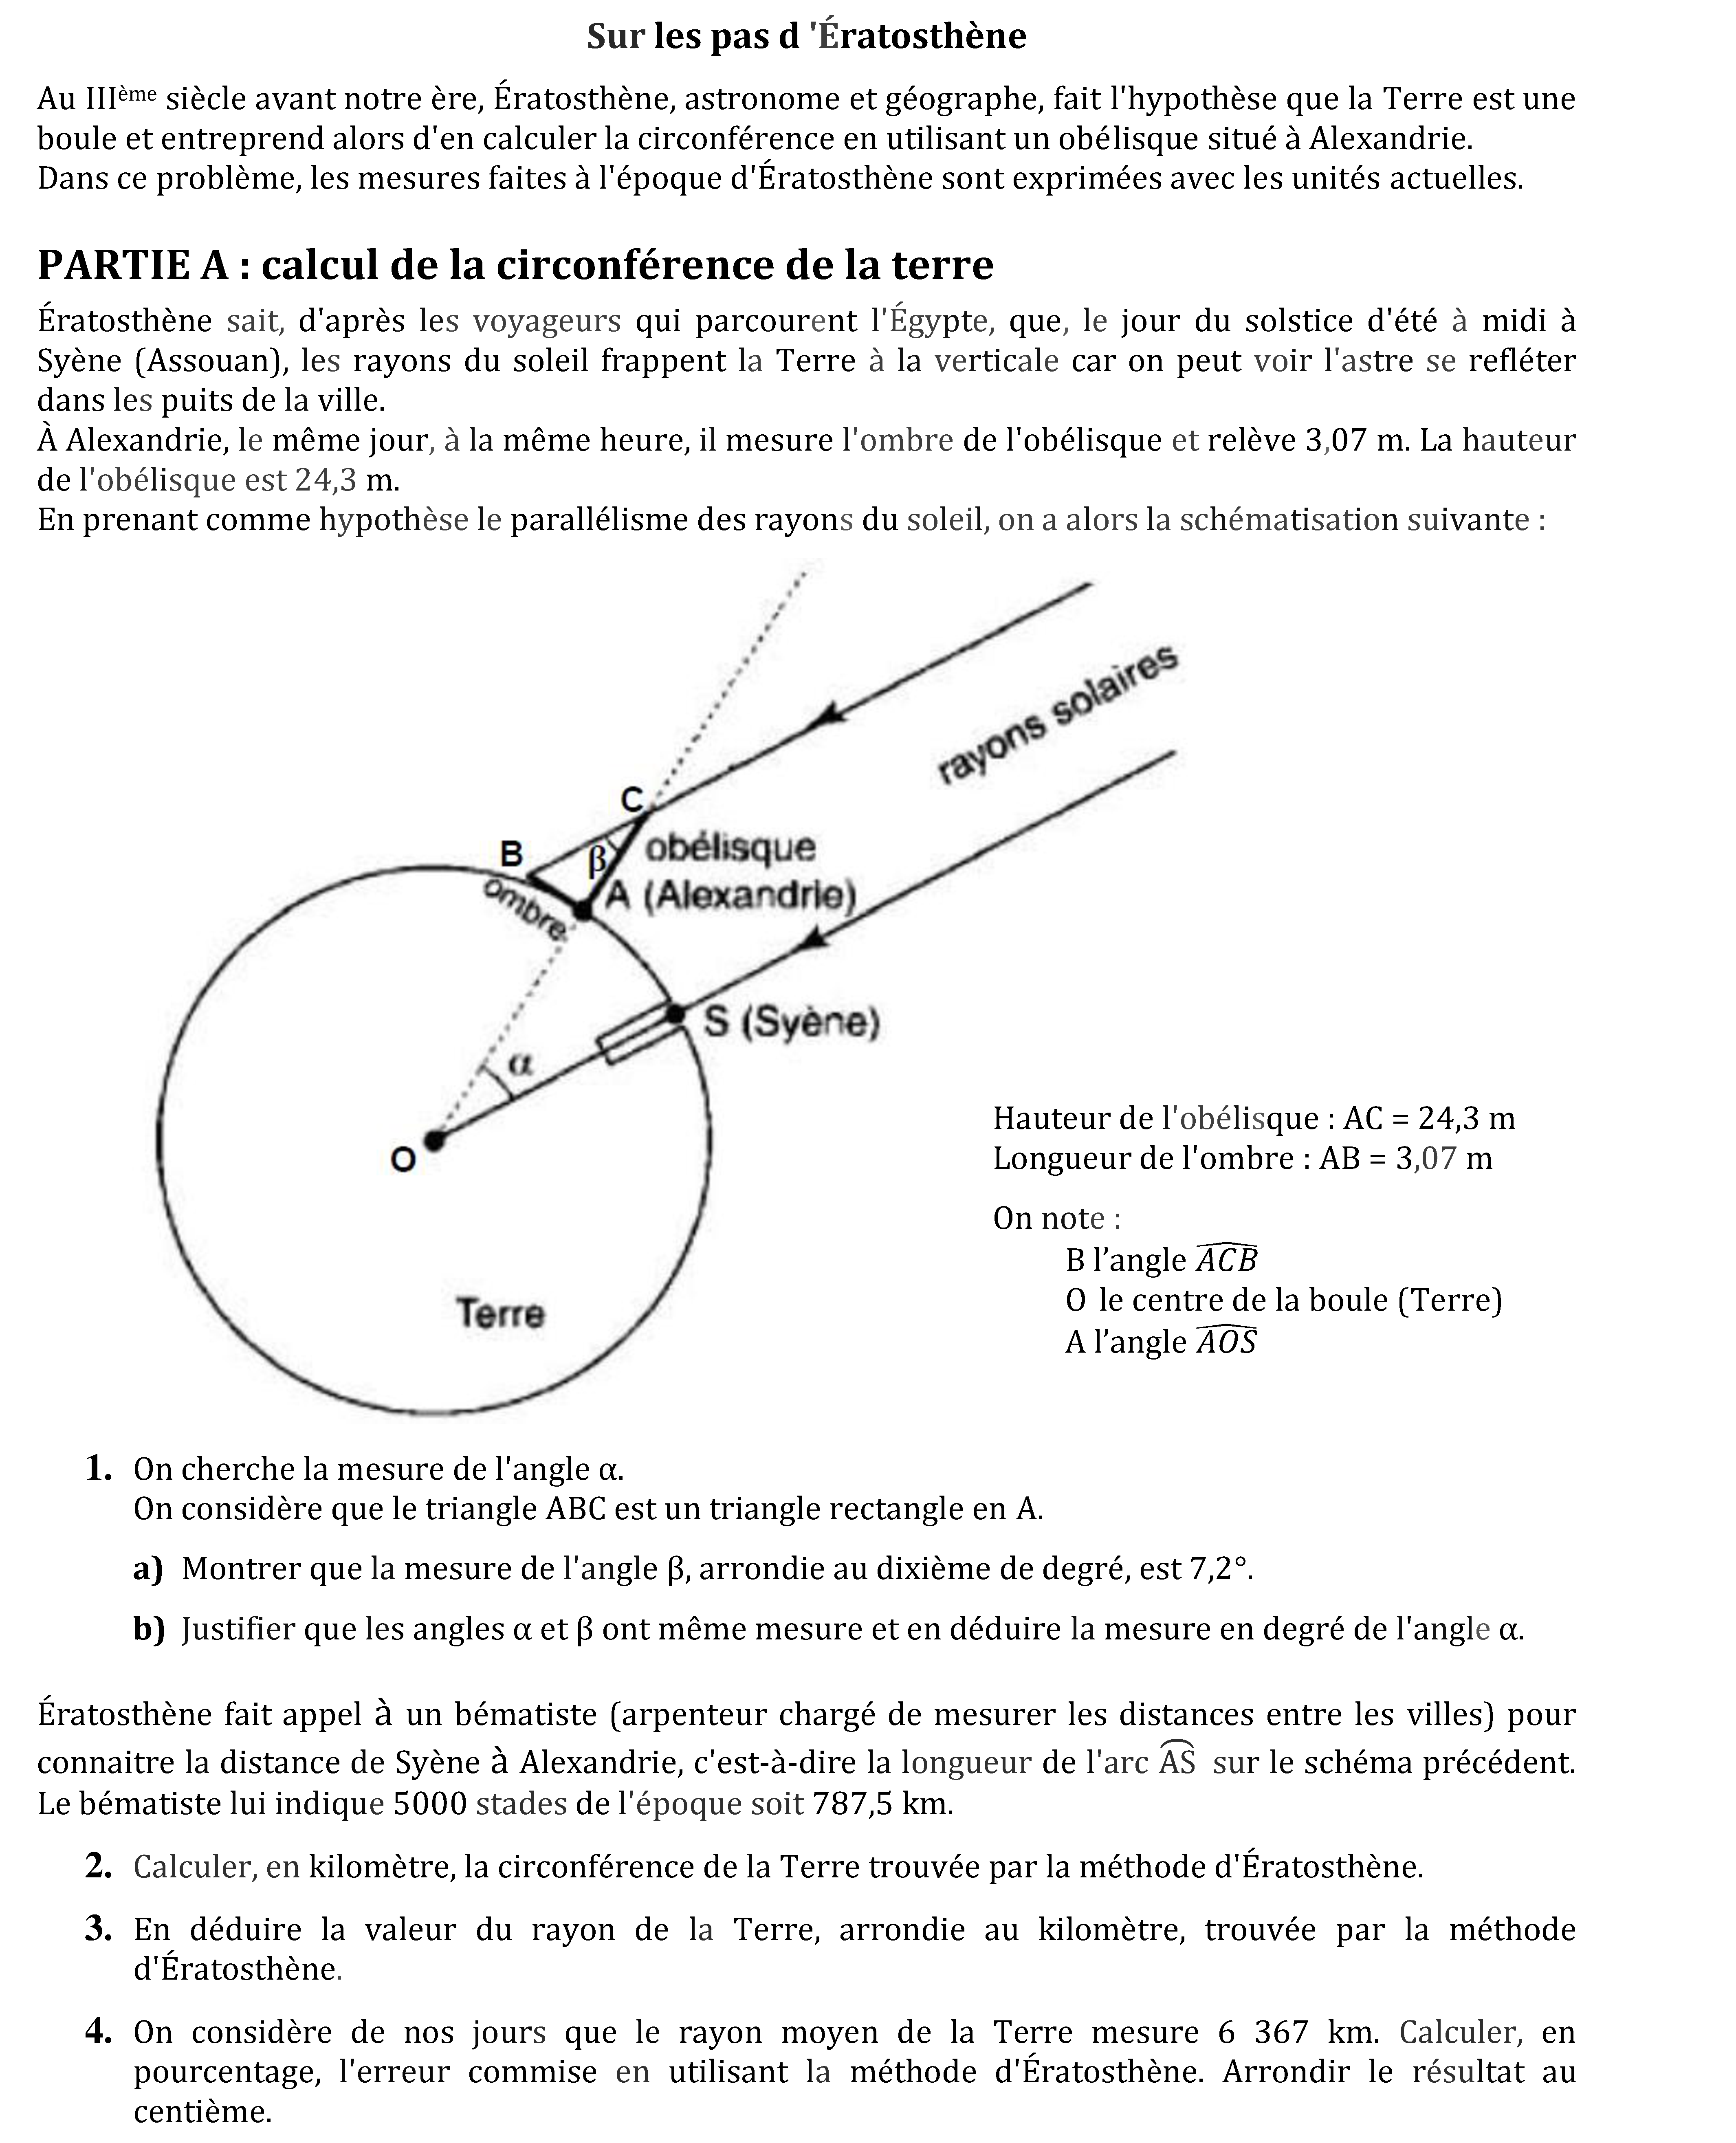 Sur les pas d 'Ératosthène
Au IIIème siècle avant notre ère, Ératosthène, astronome et géographe, fait l'hypothèse que la Terre est une
boule et entreprend alors d'en calculer la circonférence en utilisant un obélisque situé à Alexandrie.
Dans ce problème, les mesures faites à l'époque d'Ératosthène sont exprimées avec les unités actuelles.
PARTIE A : calcul de la circonférence de la terre
Ératosthène sait, d'après les voyageurs qui parcourent l'Égypte, que, le jour du solstice d'été à midi à
Syène (Assouan), les rayons du soleil frappent la Terre à la verticale car on peut voir l'astre se refléter
dans les puits de la ville.
À Alexandrie, le même jour, à la même heure, il mesure l'ombre de l'obélisque et relève 3,07 m. La hauteur
de l'obélisque est 24,3 m.
En prenant comme hypothèse le parallélisme des rayons du soleil, on a alors la schématisation suivante :
rayons solaires
C
B
β
obélisque
ombre
A (Alexandrie)
S (Syène)
α
O
Terre
Hauteur de l'obélisque : AC = 24,3 m
Longueur de l'ombre : AB = 3,07 m
On note :
B l’angle \widehat{ACB}
O le centre de la boule (Terre)
A l’angle \widehat{AOS}
1. On cherche la mesure de l'angle α.
On considère que le triangle ABC est un triangle rectangle en A.
a) Montrer que la mesure de l'angle β, arrondie au dixième de degré, est 7,2°.
b) Justifier que les angles α et β ont même mesure et en déduire la mesure en degré de l'angle α.
Ératosthène fait appel à un bématiste (arpenteur chargé de mesurer les distances entre les villes) pour
connaitre la distance de Syène à Alexandrie, c'est-à-dire la longueur de l'arc \overset{\frown}{AS} sur le schéma précédent.
Le bématiste lui indique 5000 stades de l'époque soit 787,5 km.
2. Calculer, en kilomètre, la circonférence de la Terre trouvée par la méthode d'Ératosthène.
3. En déduire la valeur du rayon de la Terre, arrondie au kilomètre, trouvée par la méthode
d'Ératosthène.
4. On considère de nos jours que le rayon moyen de la Terre mesure 6 367 km. Calculer, en
pourcentage, l'erreur commise en utilisant la méthode d'Ératosthène. Arrondir le résultat au
centième.